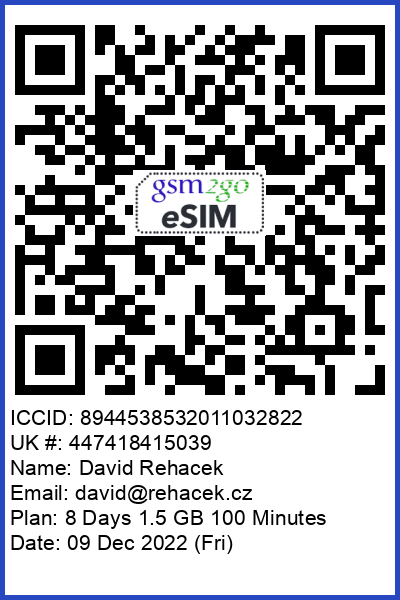 gsm2go
eSIM
ICCID: 8944538532011032822
UK #: 447418415039
Name: David Rehacek
Email: david@rehacek.cz
Plan: 8 Days 1.5 GB 100 Minutes
Date: 09 Dec 2022 (Fri)